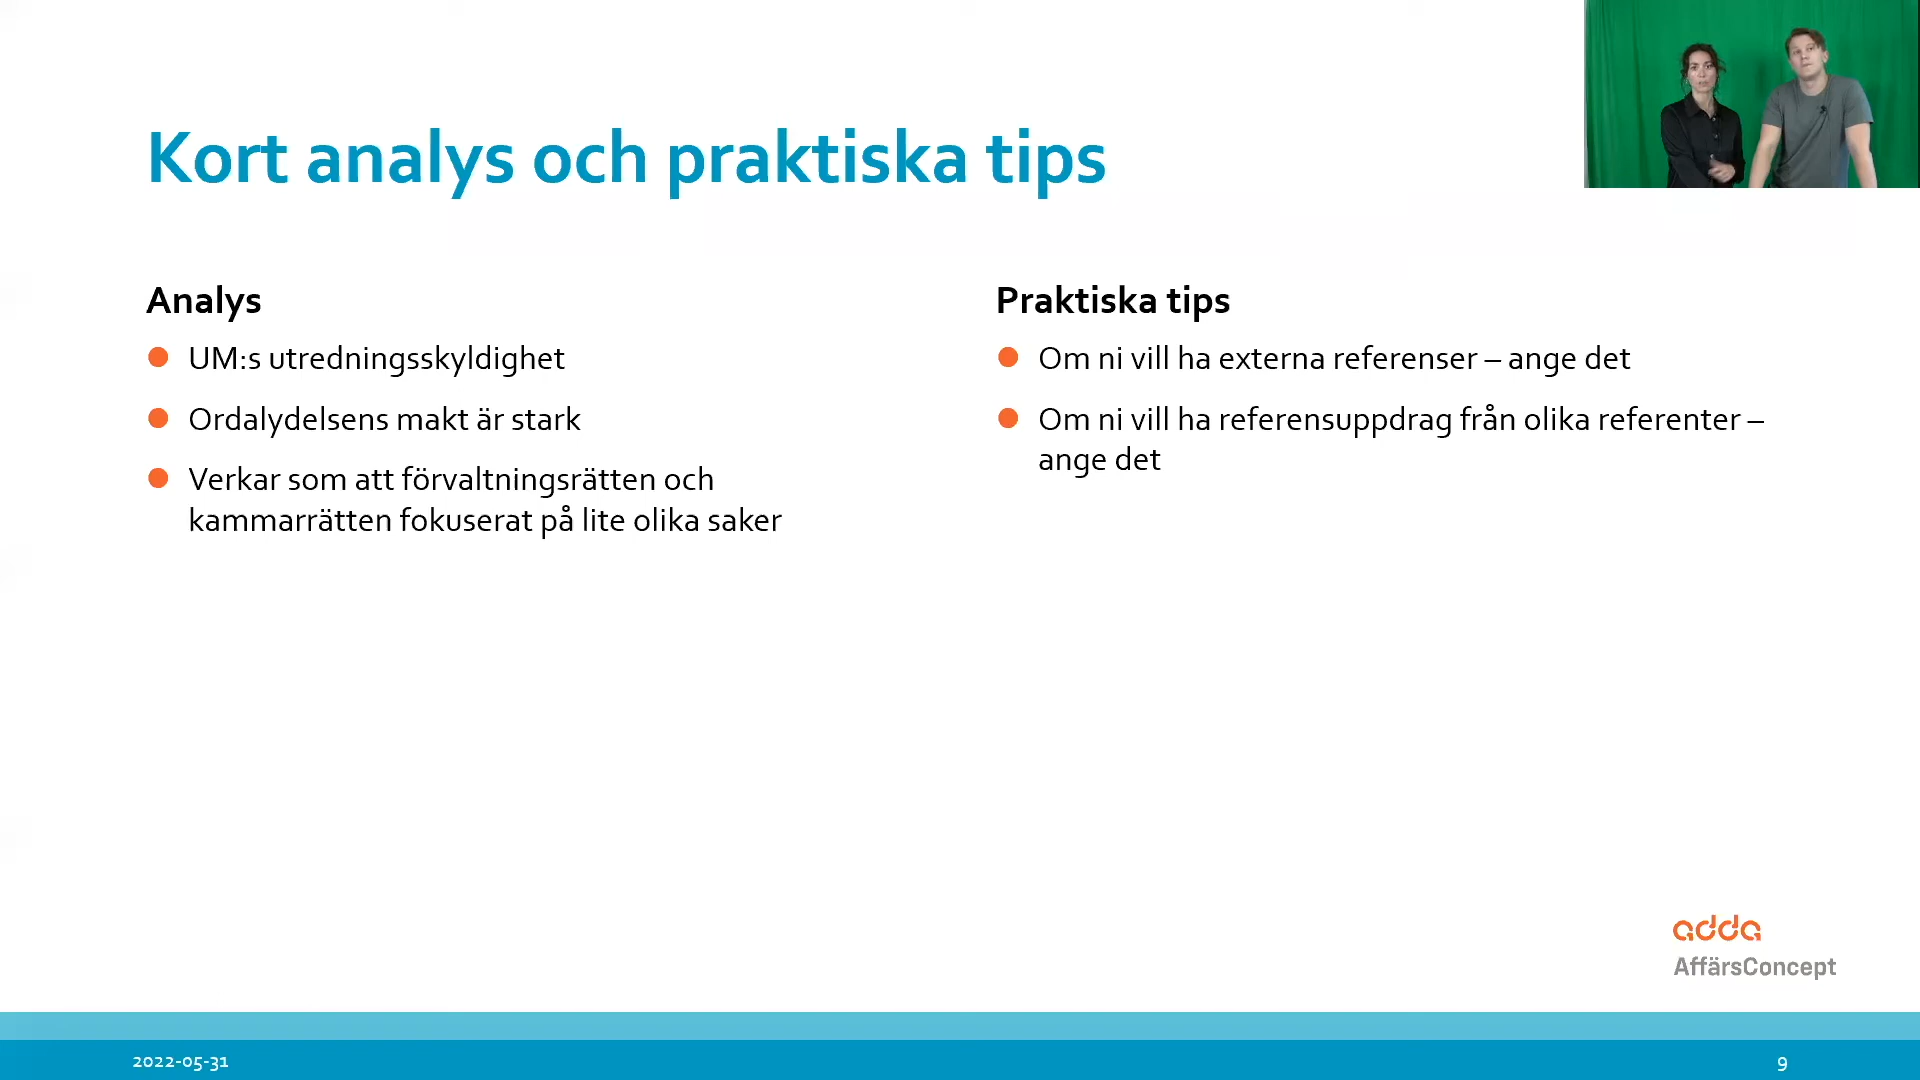 Kort analys och praktiska tips
Analys
UM:s utredningsskyldighet
Ordalydelsens makt är stark
Verkar som att förvaltningsrätten och
kammarrätten fokuserat på lite olika saker
Praktiska tips
Om ni vill ha externa referenser – ange det
Om ni vill ha referensuppdrag från olika referenter –
ange det
adda
AffärsConcept
2022-05-31
9